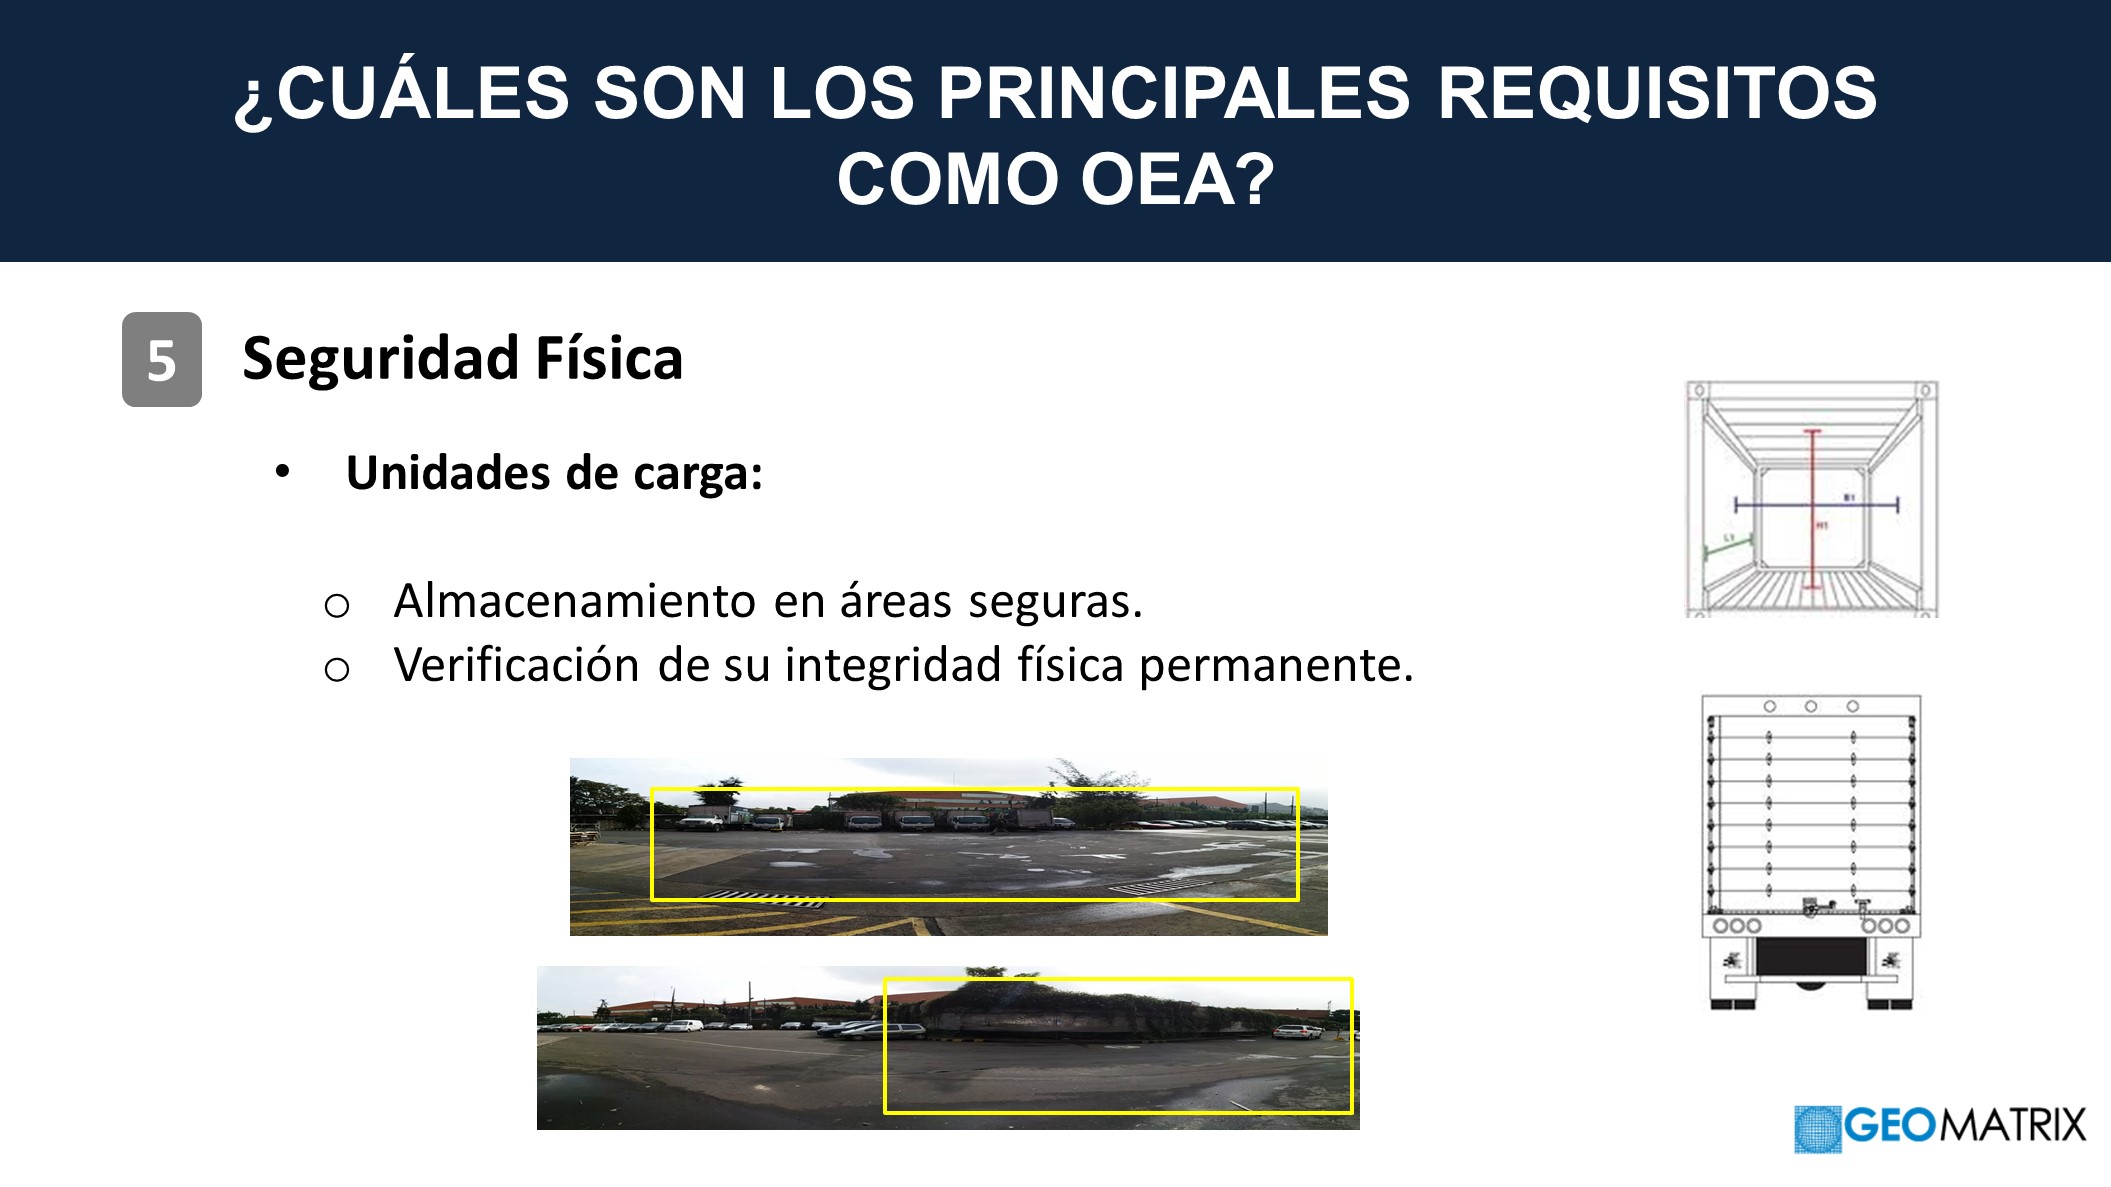 ¿CUÁLES SON LOS PRINCIPALES REQUISITOS
COMO OEA?
5
Seguridad Física
• Unidades de carga:
o Almacenamiento en áreas seguras.
o Verificación de su integridad física permanente.
B1
H1
L1
GEOMATRIX